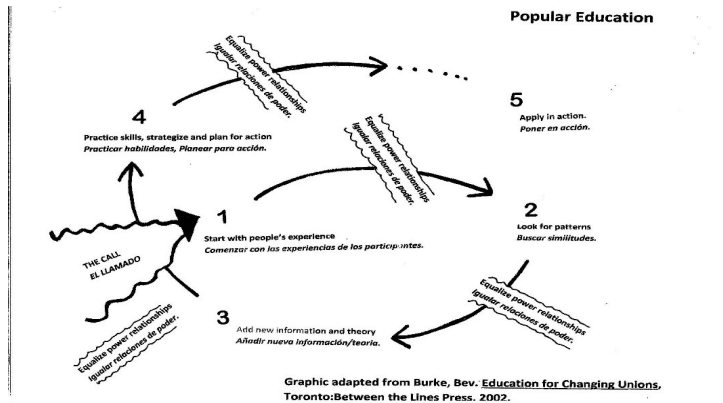 Popular Education
Equalize power relationships
Igualar relaciones de poder.
4
Practice skills, strategize and plan for action
Practicar habilidades, Planear para acción.
5
Apply in action.
Poner en acción.
Equalize power relationships
Igualar relaciones de poder.
1
Start with people's experience
Comenzar con las experiencias de los participantes.
2
Look for patterns
Buscar similitudes.
THE CALL
EL LLAMADO
Equalize power relationships
Igualar relaciones de poder.
3
Add new information and theory
Añadir nueva información/teoria.
Equalize power relationships
Igualar relaciones de poder.
Graphic adapted from Burke, Bev. Education for Changing Unions,
Toronto:Between the Lines Press. 2002.